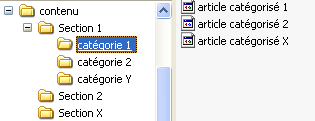 contenu
Section 1
catégorie 1
catégorie 2
catégorie Y
Section 2
Section X
article catégorisé 1
article catégorisé 2
article catégorisé X